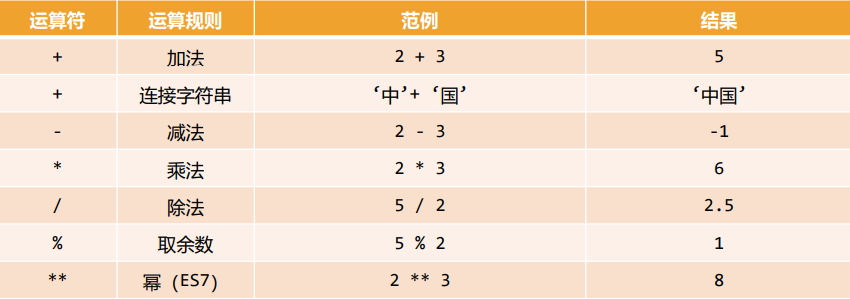 运算符 运算规则 范例 结果
+ 加法 2 + 3 5
+ 连接字符串 ‘中’+ ‘国’ ‘中国’
- 减法 2 - 3 -1
* 乘法 2 * 3 6
/ 除法 5 / 2 2.5
% 取余数 5 % 2 1
** 幂（ES7） 2 ** 3 8